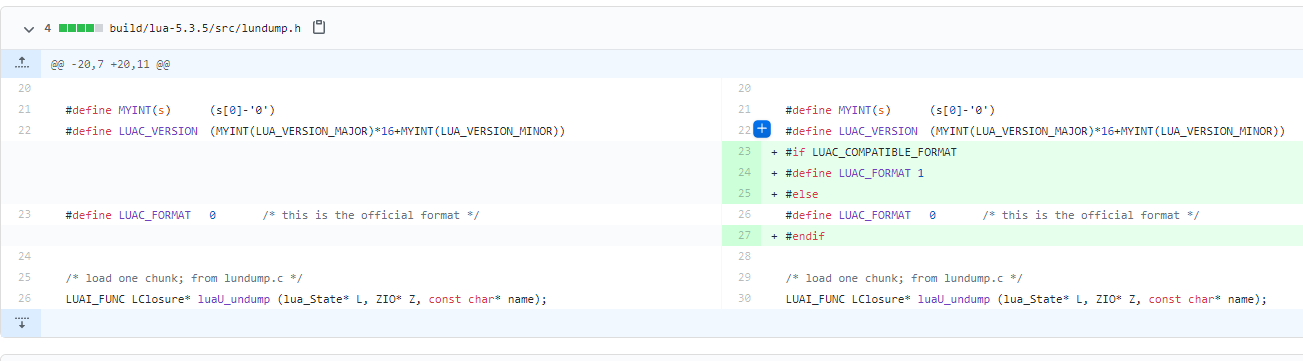 4 build/lua-5.3.5/src/lundump.h
@@ -20,7 +20,11 @@
20 20
21 #define MYINT(s) (s[0]-'0') 21 #define MYINT(s) (s[0]-'0')
22 #define LUAC_VERSION (MYINT(LUA_VERSION_MAJOR)*16+MYINT(LUA_VERSION_MINOR)) 22 + #define LUAC_VERSION (MYINT(LUA_VERSION_MAJOR)*16+MYINT(LUA_VERSION_MINOR))
23 + #if LUAC_COMPATIBLE_FORMAT
24 + #define LUAC_FORMAT 1
25 + #else
23 #define LUAC_FORMAT 0 /* this is the official format */ 26 #define LUAC_FORMAT 0 /* this is the official format */
27 + #endif
24 28
25 /* load one chunk; from lundump.c */ 29 /* load one chunk; from lundump.c */
26 LUAI_FUNC LClosure* luaU_undump (lua_State* L, ZIO* Z, const char* name); 30 LUAI_FUNC LClosure* luaU_undump (lua_State* L, ZIO* Z, const char* name);